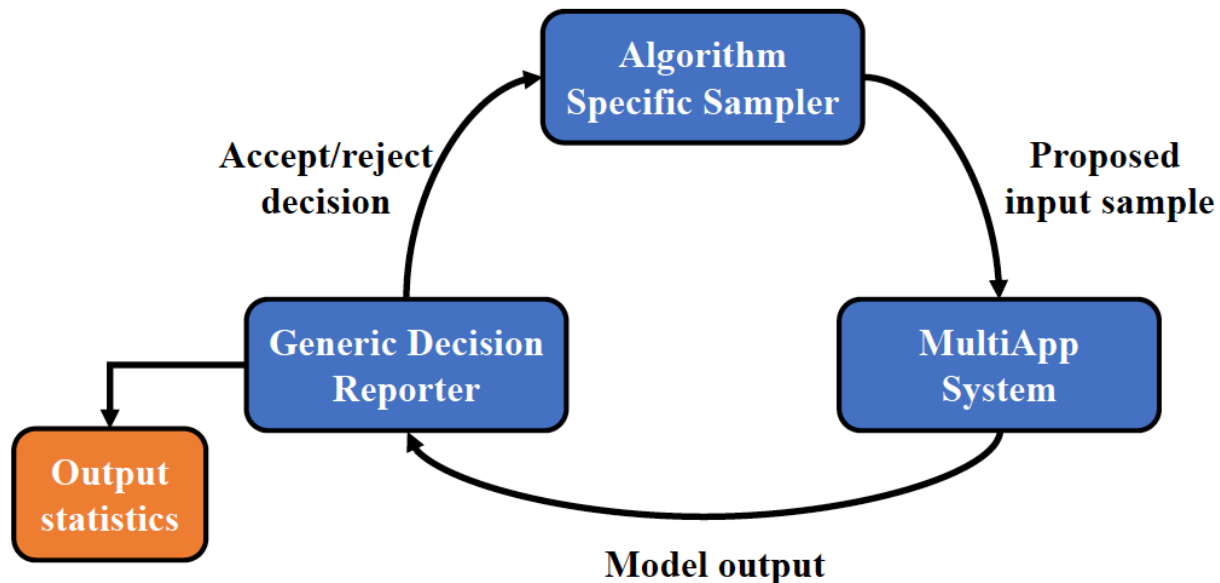 Algorithm
Specific Sampler
Accept/reject
decision
Proposed
input sample
Generic Decision
Reporter
MultiApp
System
Output
statistics
Model output